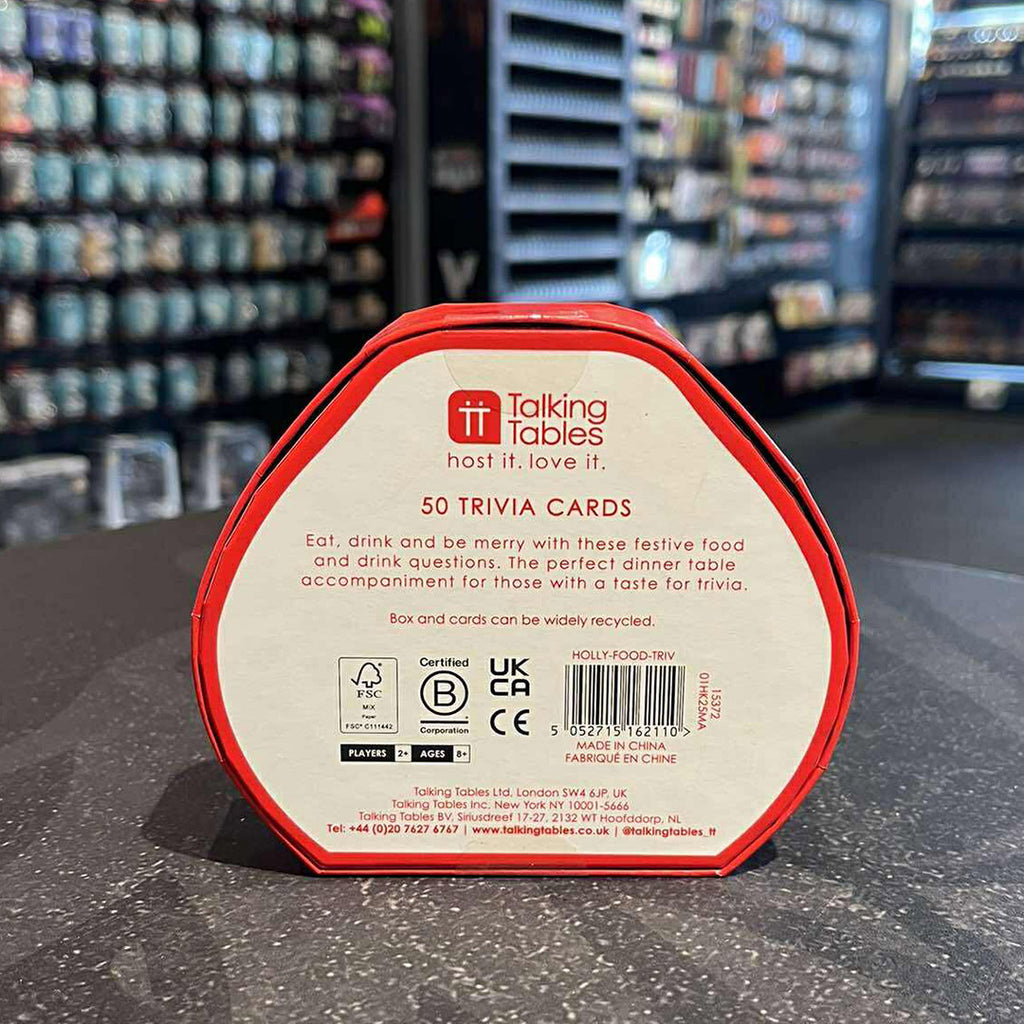 Talking
Tables
host it. love it.
50 TRIVIA CARDS
Eat, drink and be merry with these festive food
and drink questions. The perfect dinner table
accompaniment for those with a taste for trivia.
Box and cards can be widely recycled.
FSC
MIX
Paper
FSC® C111442
Certified
B
Corporation
UK
CA
CE
HOLLY-FOOD-TRIV
5 052715 162110 >
MADE IN CHINA
FABRIQUÉ EN CHINE
15372
01HK25MA
PLAYERS 2+ AGES 8+
Talking Tables Ltd, London SW4 6JP, UK
Talking Tables Inc, New York NY 10001-5666
Talking Tables BV, Siriusdreef 17-27, 2132 WT Hoofddorp, NL
Tel: +44 (0)20 7627 6767 | www.talkingtables.co.uk | @talkingtables_tt